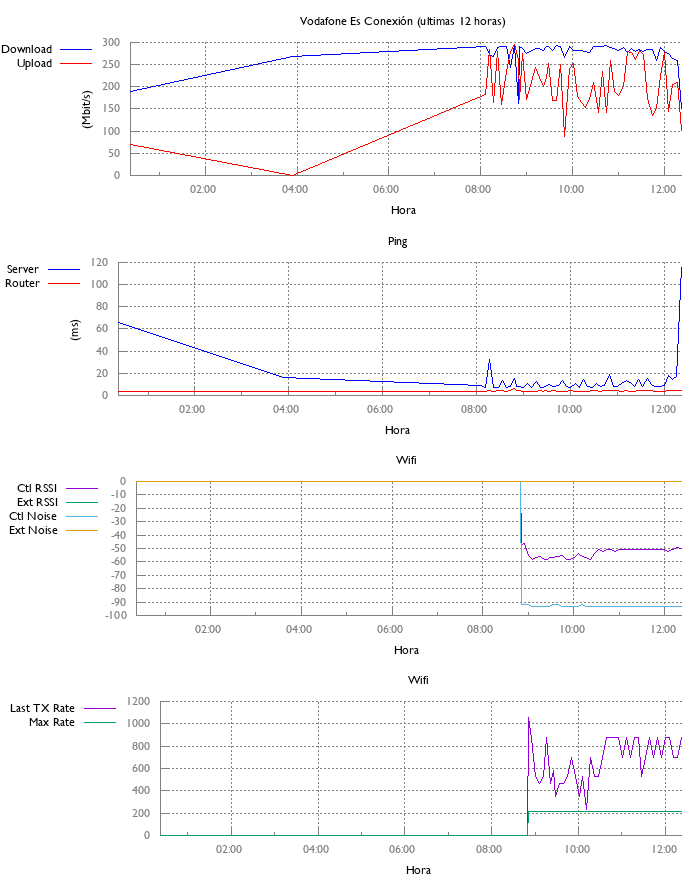 Vodafone Es Conexión (ultimas 12 horas)
Download
Upload
(Mbit/s)
300
250
200
150
100
50
0
02:00 04:00 06:00 08:00 10:00 12:00
Hora
Ping
Server
Router
(ms)
120
100
80
60
40
20
0
02:00 04:00 06:00 08:00 10:00 12:00
Hora
Wifi
Ctl RSSI
Ext RSSI
Ctl Noise
Ext Noise
0
-10
-20
-30
-40
-50
-60
-70
-80
-90
-100
02:00 04:00 06:00 08:00 10:00 12:00
Hora
Wifi
Last TX Rate
Max Rate
1200
1000
800
600
400
200
0
02:00 04:00 06:00 08:00 10:00 12:00
Hora